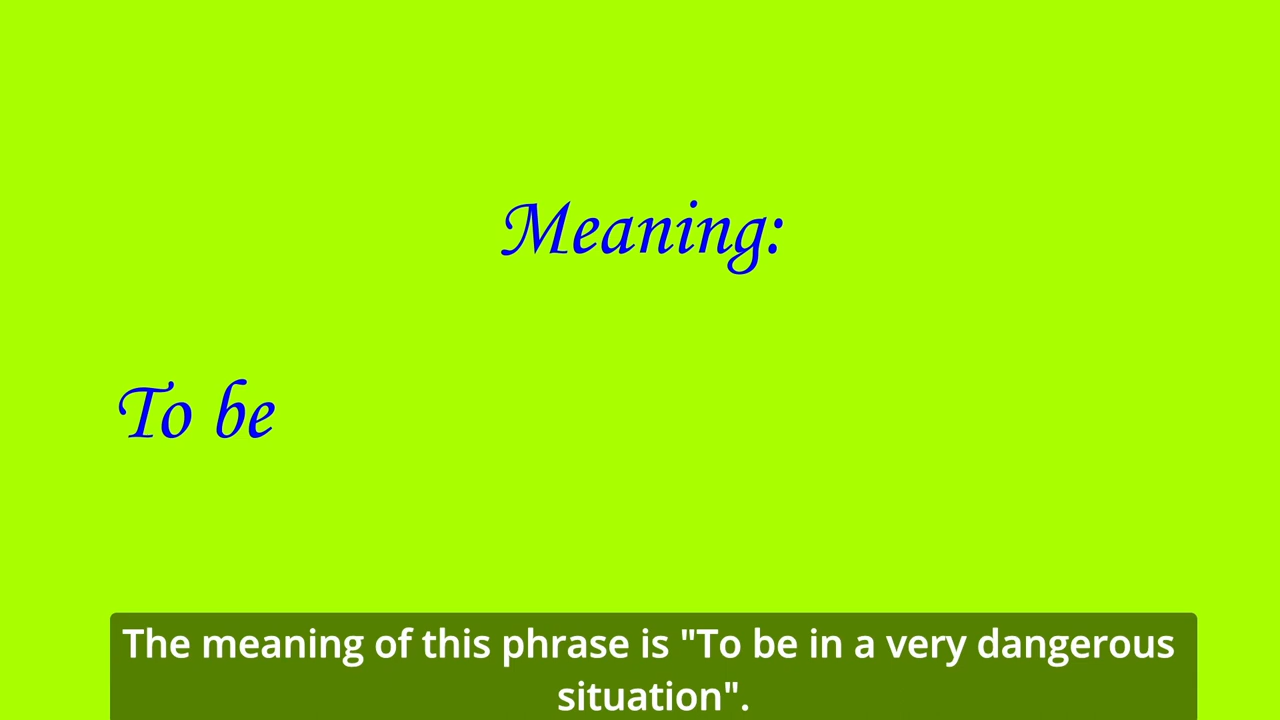 Meaning:
To be
The meaning of this phrase is "To be in a very dangerous
situation".